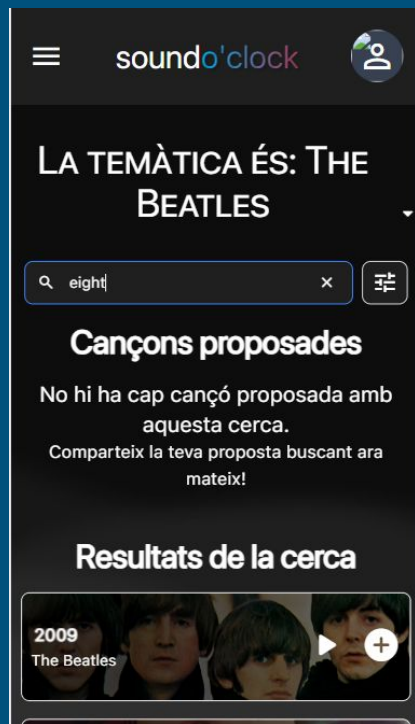 soundo'clock
La temàtica és: The
Beatles
eight
Cançons proposades
No hi ha cap cançó proposada amb
aquesta cerca.
Comparteix la teva proposta buscant ara
mateix!
Resultats de la cerca
2009
The Beatles